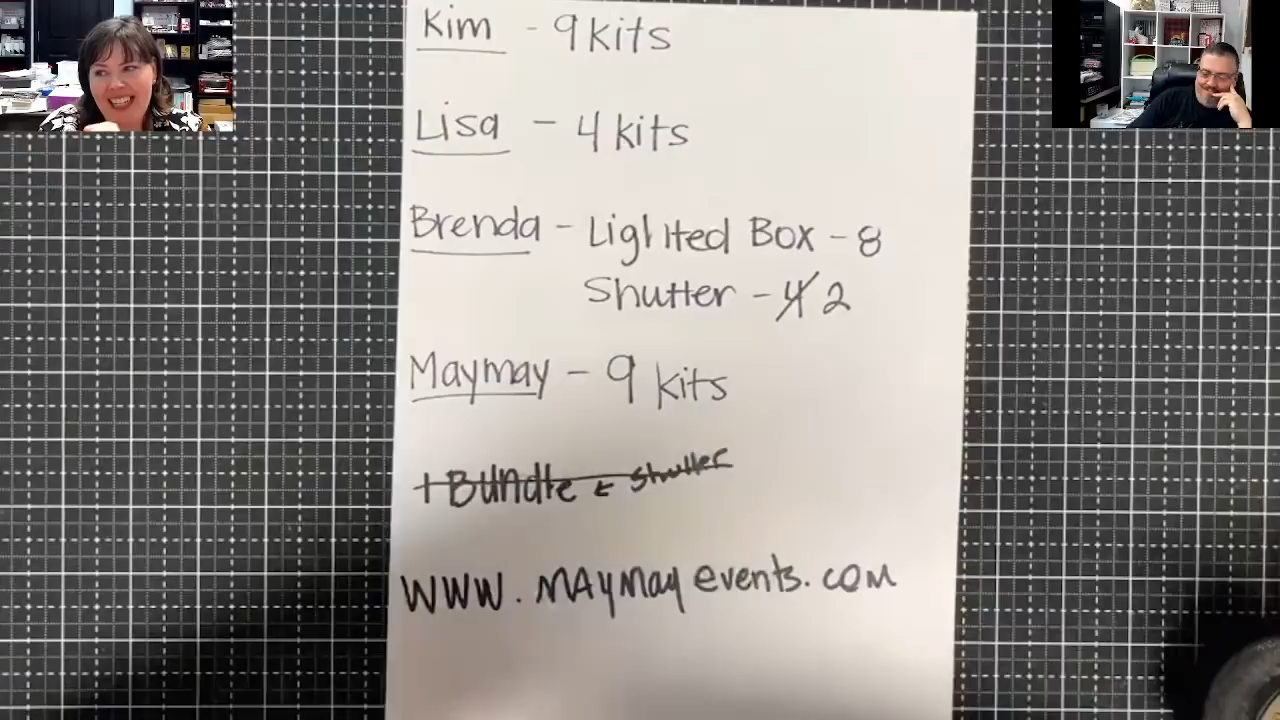 Kim - 9 kits
Lisa - 4 kits
Brenda - Lighted Box - 8
Shutter - 4 2
Maymay - 9 kits
+ Bundle ← Shutter
www.maymayevents.com